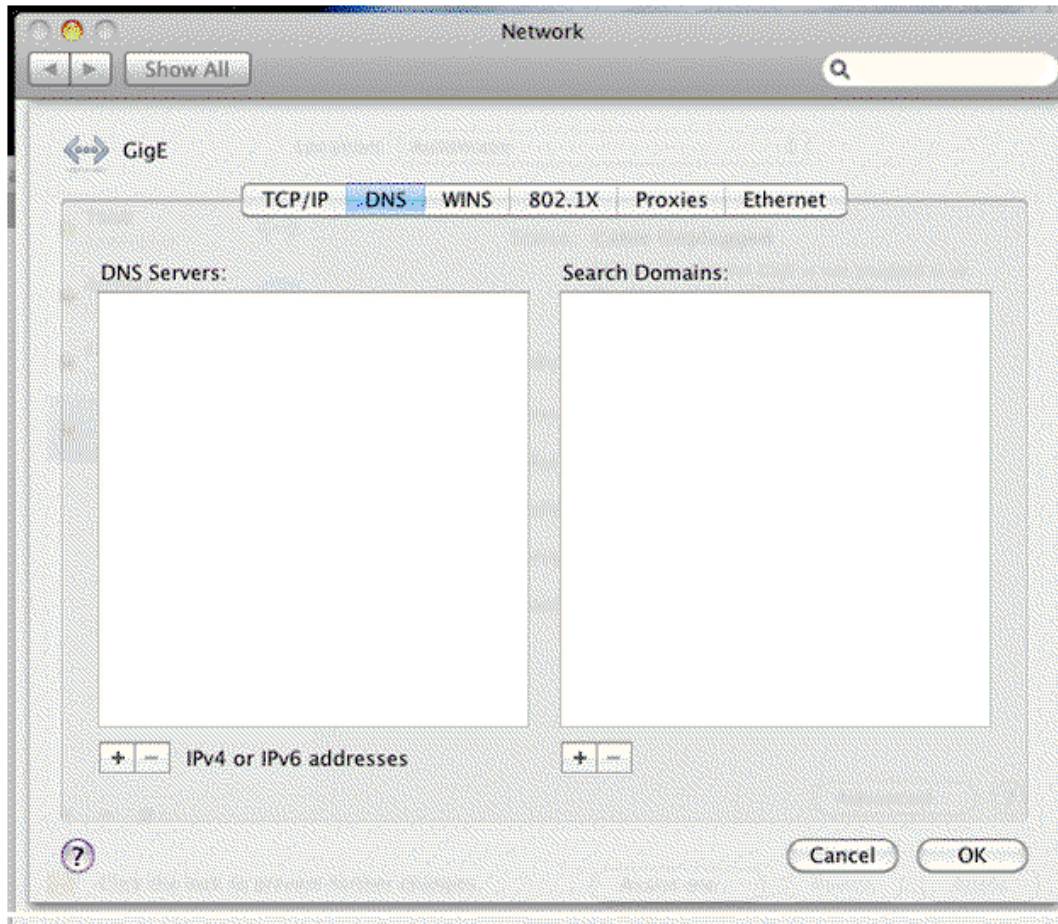 Network
Show All
GigE
TCP/IP DNS WINS 802.1X Proxies Ethernet
DNS Servers: Search Domains:
+ − IPv4 or IPv6 addresses + −
? Cancel OK